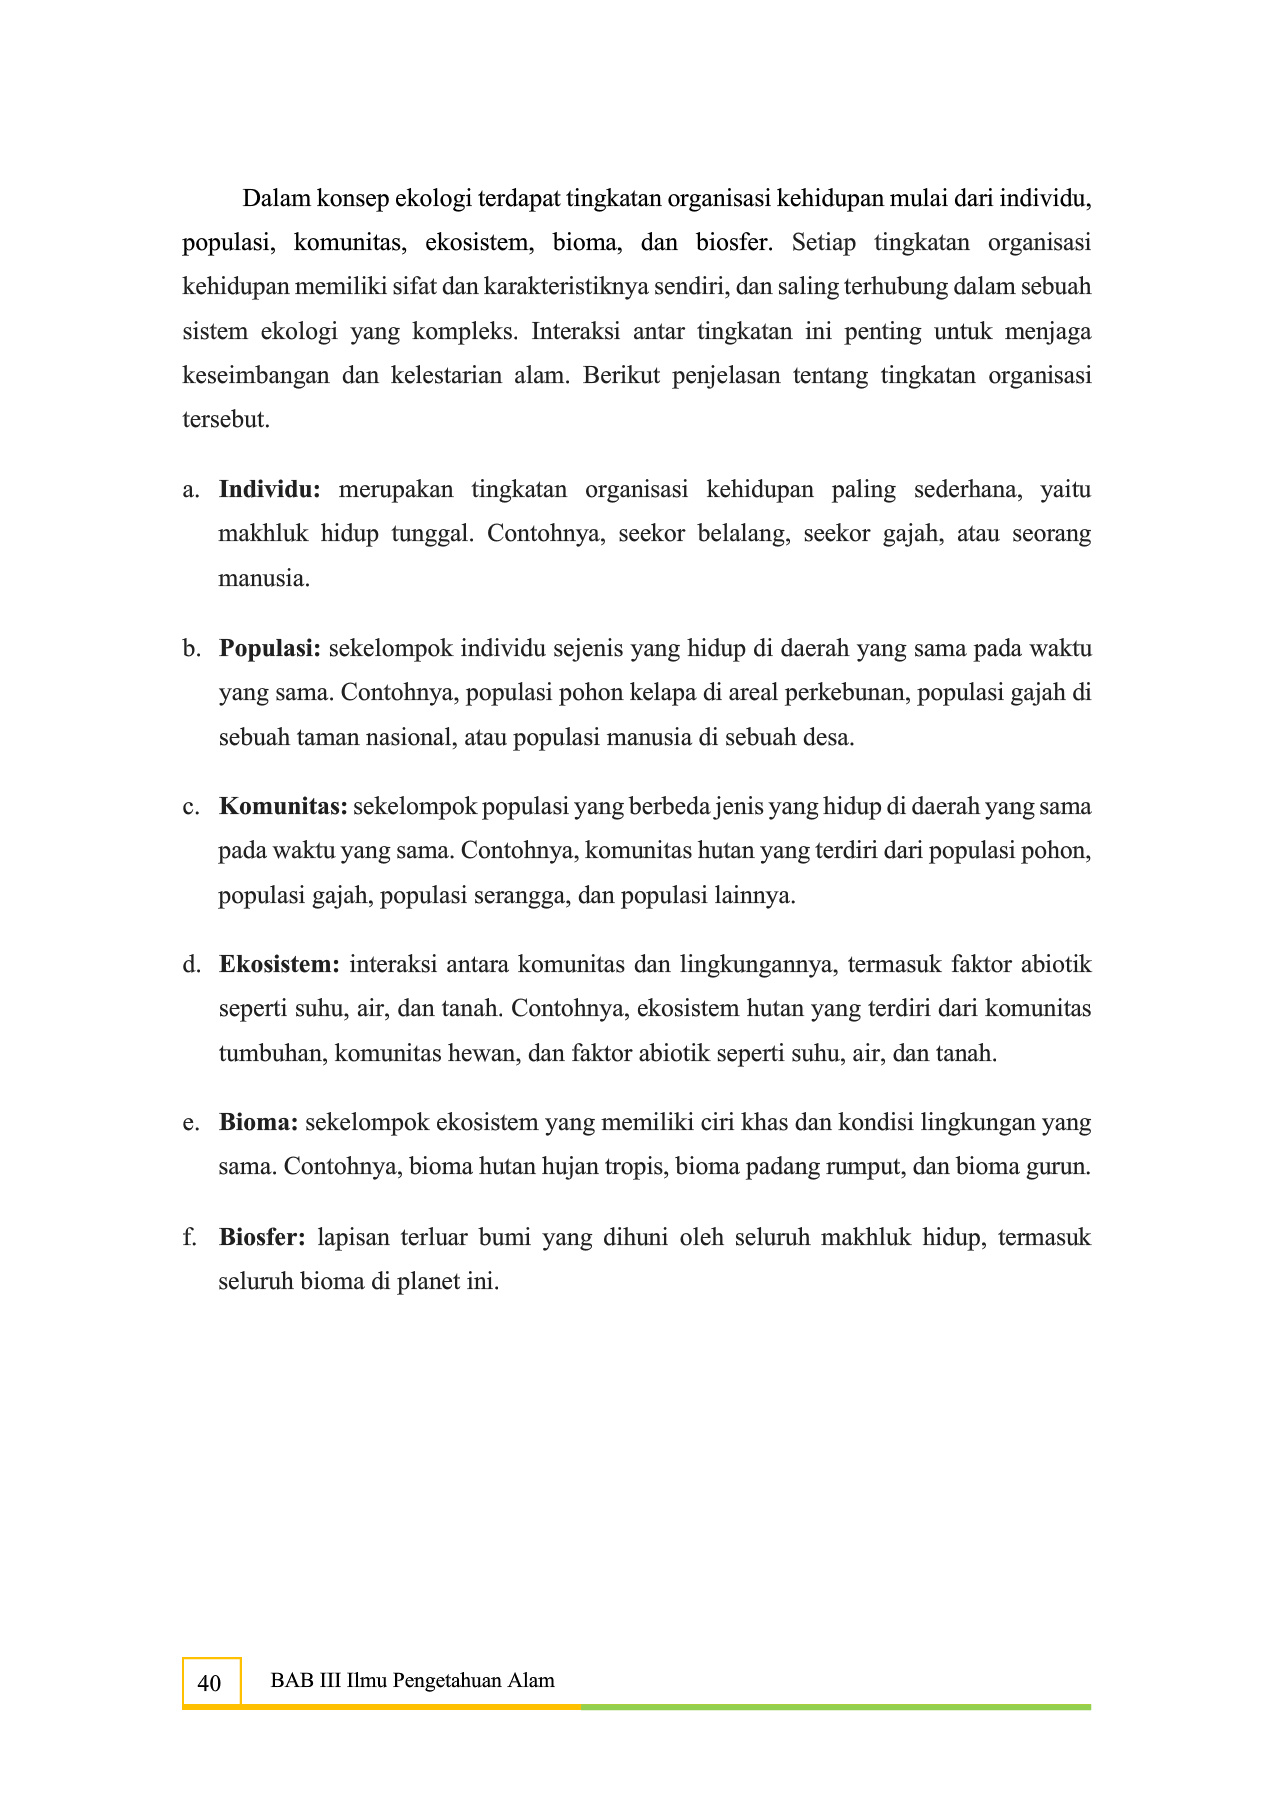 Dalam konsep ekologi terdapat tingkatan organisasi kehidupan mulai dari individu,
populasi, komunitas, ekosistem, bioma, dan biosfer. Setiap tingkatan organisasi
kehidupan memiliki sifat dan karakteristiknya sendiri, dan saling terhubung dalam sebuah
sistem ekologi yang kompleks. Interaksi antar tingkatan ini penting untuk menjaga
keseimbangan dan kelestarian alam. Berikut penjelasan tentang tingkatan organisasi
tersebut.
a. Individu: merupakan tingkatan organisasi kehidupan paling sederhana, yaitu
makhluk hidup tunggal. Contohnya, seekor belalang, seekor gajah, atau seorang
manusia.
b. Populasi: sekelompok individu sejenis yang hidup di daerah yang sama pada waktu
yang sama. Contohnya, populasi pohon kelapa di areal perkebunan, populasi gajah di
sebuah taman nasional, atau populasi manusia di sebuah desa.
c. Komunitas: sekelompok populasi yang berbeda jenis yang hidup di daerah yang sama
pada waktu yang sama. Contohnya, komunitas hutan yang terdiri dari populasi pohon,
populasi gajah, populasi serangga, dan populasi lainnya.
d. Ekosistem: interaksi antara komunitas dan lingkungannya, termasuk faktor abiotik
seperti suhu, air, dan tanah. Contohnya, ekosistem hutan yang terdiri dari komunitas
tumbuhan, komunitas hewan, dan faktor abiotik seperti suhu, air, dan tanah.
e. Bioma: sekelompok ekosistem yang memiliki ciri khas dan kondisi lingkungan yang
sama. Contohnya, bioma hutan hujan tropis, bioma padang rumput, dan bioma gurun.
f. Biosfer: lapisan terluar bumi yang dihuni oleh seluruh makhluk hidup, termasuk
seluruh bioma di planet ini.
40 BAB III Ilmu Pengetahuan Alam